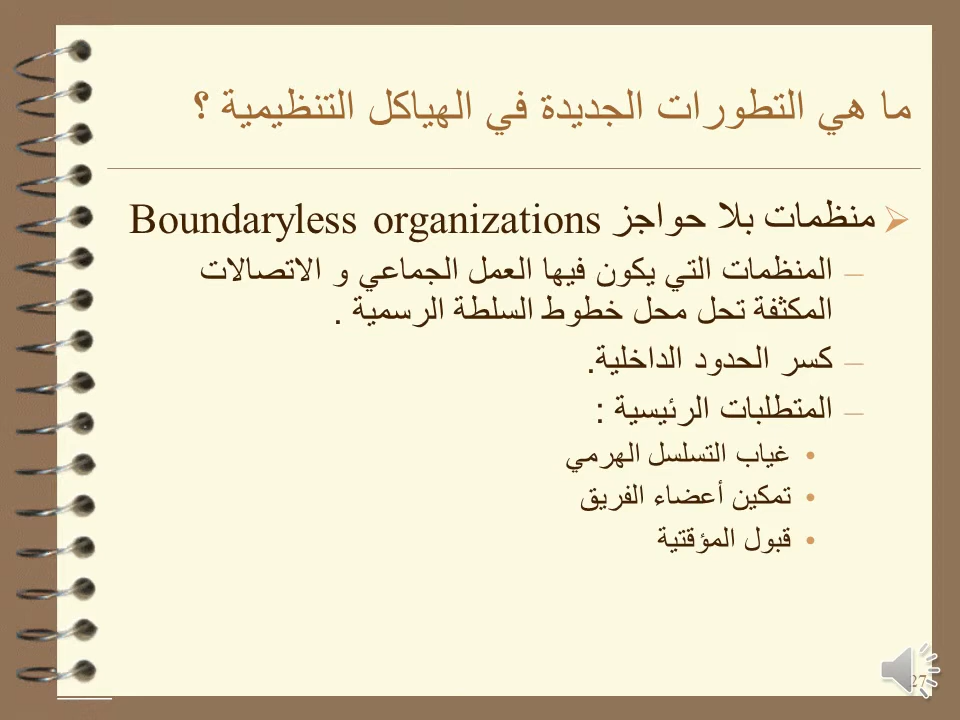 ما هي التطورات الجديدة في الهياكل التنظيمية ؟
منظمات بلا حواجز Boundaryless organizations
– المنظمات التي يكون فيها العمل الجماعي و الاتصالات
المكثفة تحل محل خطوط السلطة الرسمية .
– كسر الحدود الداخلية.
– المتطلبات الرئيسية :
• غياب التسلسل الهرمي
• تمكين أعضاء الفريق
• قبول المؤقتية
27